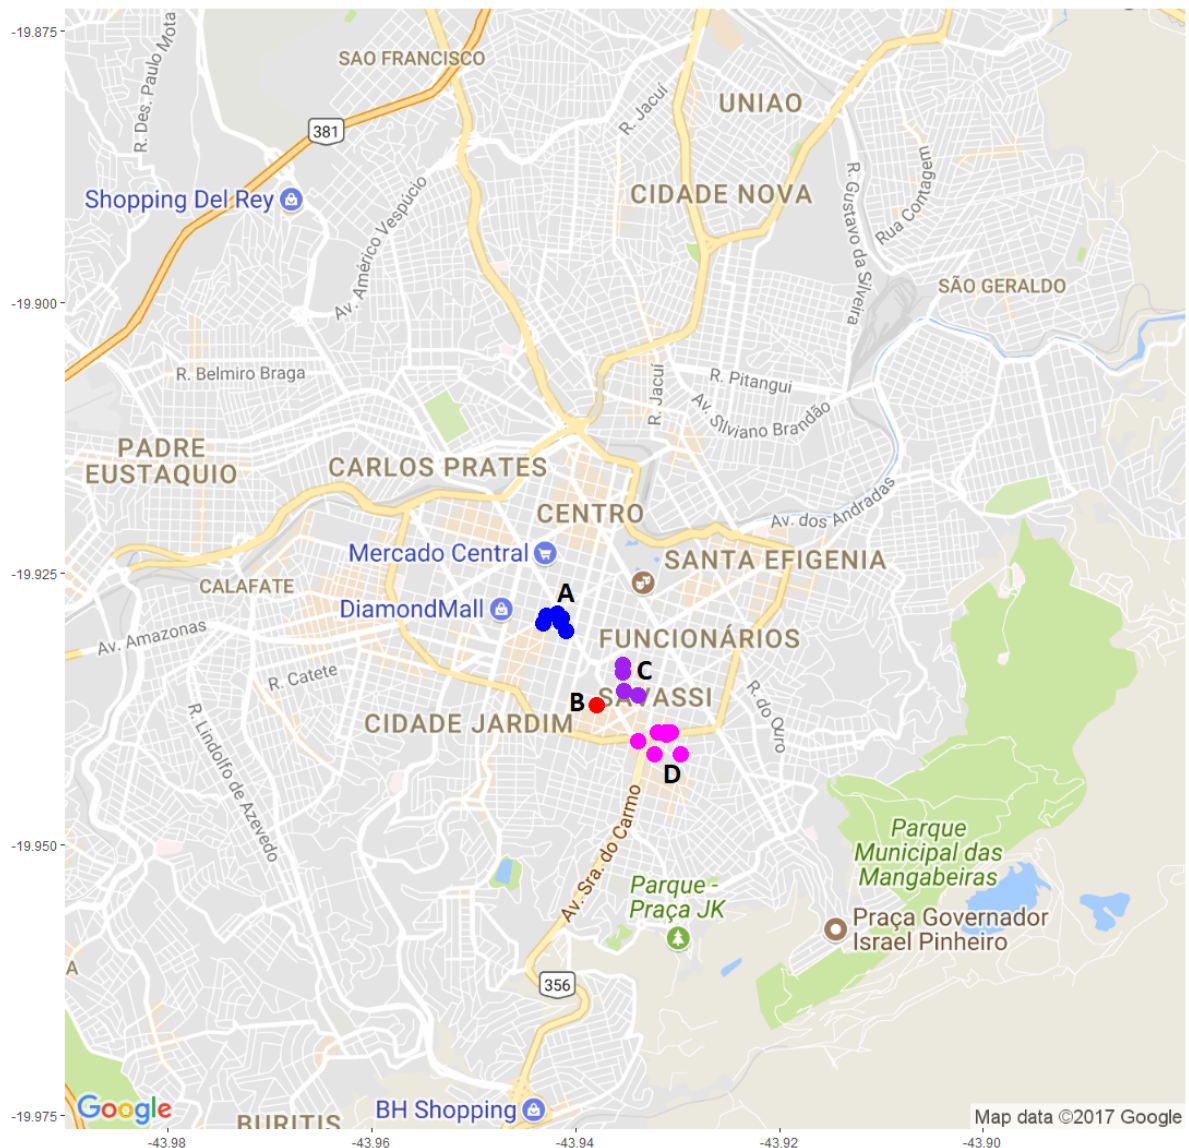 -19.875
-19.900
-19.925
-19.950
-19.975
SAO FRANCISCO
R. Des. Paulo Mota
381
R. Jacuí
UNIAO
Shopping Del Rey
CIDADE NOVA
Av. Américo Vespúcio
R. Gustavo da Silveira
Rua Contagem
SÃO GERALDO
R. Belmiro Braga
R. Jacuí
R. Pitangui
Av. Silviano Brandão
PADRE
EUSTAQUIO
CARLOS PRATES
CENTRO
Av. dos Andradas
Mercado Central
SANTA EFIGENIA
CALAFATE
DiamondMall
A
Av. Amazonas
FUNCIONÁRIOS
R. Catete
C
B
SAVASSI
R. do Ouro
CIDADE JARDIM
R. Lindolfo de Azevedo
D
Av. Sra. do Carmo
Parque
Municipal das
Mangabeiras
Parque -
Praça JK
Praça Governador
Israel Pinheiro
A
356
Google
BH Shopping
BURITIS
Map data ©2017 Google
-43.98
-43.96
-43.94
-43.92
-43.90